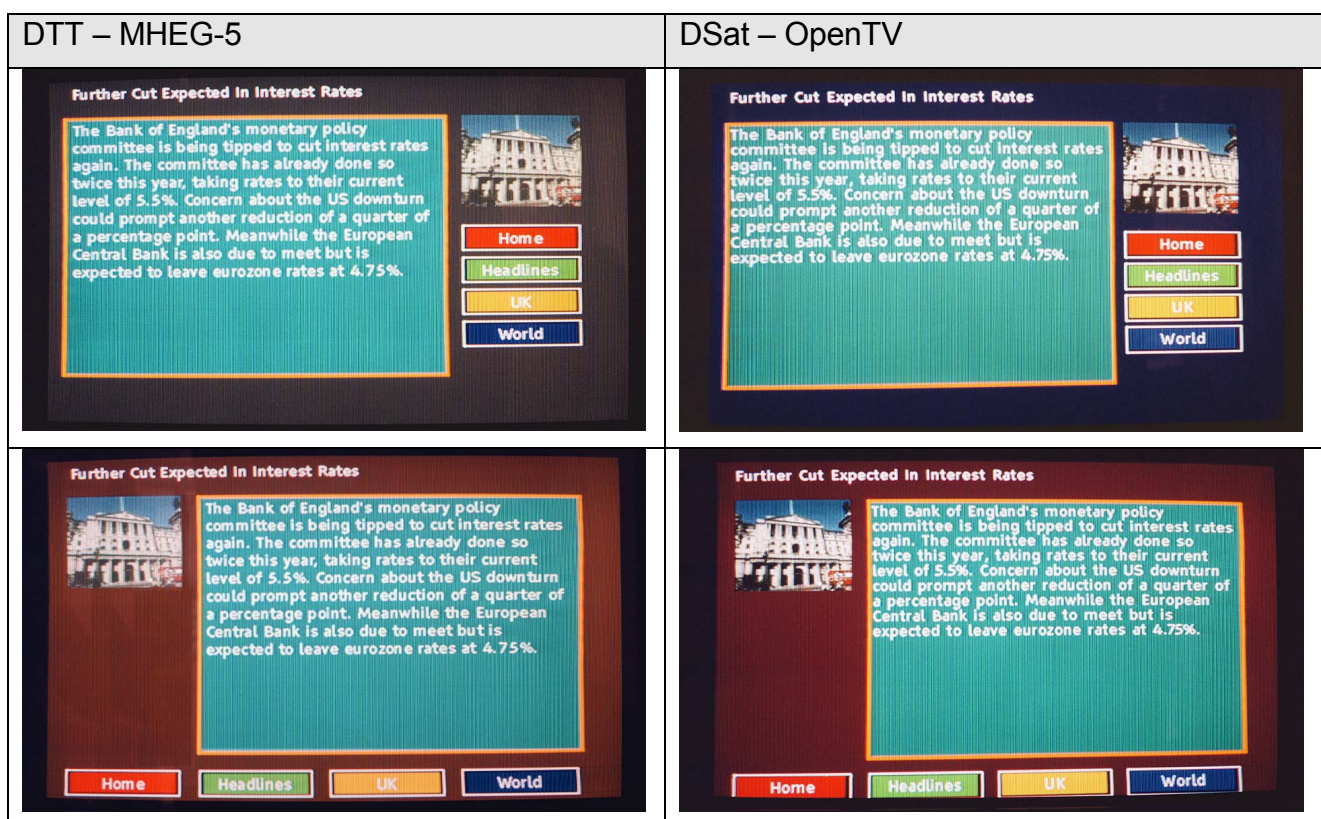 DTT – MHEG-5
DSat – OpenTV
Further Cut Expected In Interest Rates
The Bank of England's monetary policy
committee is being tipped to cut interest rates
again. The committee has already done so
twice this year, taking rates to their current
level of 5.5%. Concern about the US downturn
could prompt another reduction of a quarter of
a percentage point. Meanwhile the European
Central Bank is also due to meet but is
expected to leave eurozone rates at 4.75%.
Home
Headlines
UK
World
Further Cut Expected In Interest Rates
The Bank of England's monetary policy
committee is being tipped to cut interest rates
again. The committee has already done so
twice this year, taking rates to their current
level of 5.5%. Concern about the US downturn
could prompt another reduction of a quarter of
a percentage point. Meanwhile the European
Central Bank is also due to meet but is
expected to leave eurozone rates at 4.75%.
Home
Headlines
UK
World
Further Cut Expected In Interest Rates
The Bank of England's monetary policy
committee is being tipped to cut interest rates
again. The committee has already done so
twice this year, taking rates to their current
level of 5.5%. Concern about the US downturn
could prompt another reduction of a quarter of
a percentage point. Meanwhile the European
Central Bank is also due to meet but is
expected to leave eurozone rates at 4.75%.
Home
Headlines
UK
World
Further Cut Expected In Interest Rates
The Bank of England's monetary policy
committee is being tipped to cut interest rates
again. The committee has already done so
twice this year, taking rates to their current
level of 5.5%. Concern about the US downturn
could prompt another reduction of a quarter of
a percentage point. Meanwhile the European
Central Bank is also due to meet but is
expected to leave eurozone rates at 4.75%.
Home
Headlines
UK
World